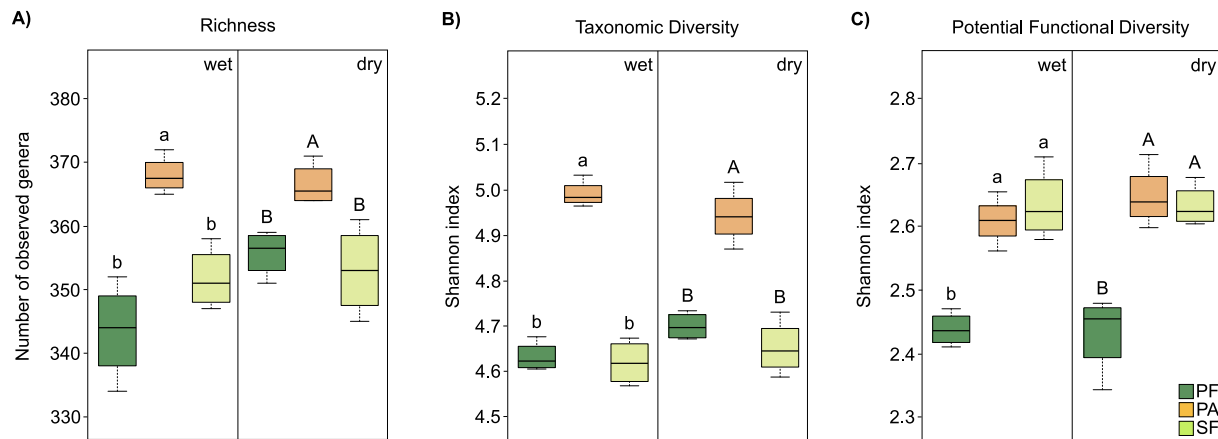 A)
Richness
Number of observed genera
380
370
360
350
340
330
wet
dry
b
a
b
B
A
B
B)
Taxonomic Diversity
Shannon index
5.2
5.1
5.0
4.9
4.8
4.7
4.6
4.5
wet
dry
b
a
b
B
A
B
C)
Potential Functional Diversity
Shannon index
2.8
2.7
2.6
2.45
2.4
2.3
wet
dry
b
a
a
B
A
A
PF
PA
SF